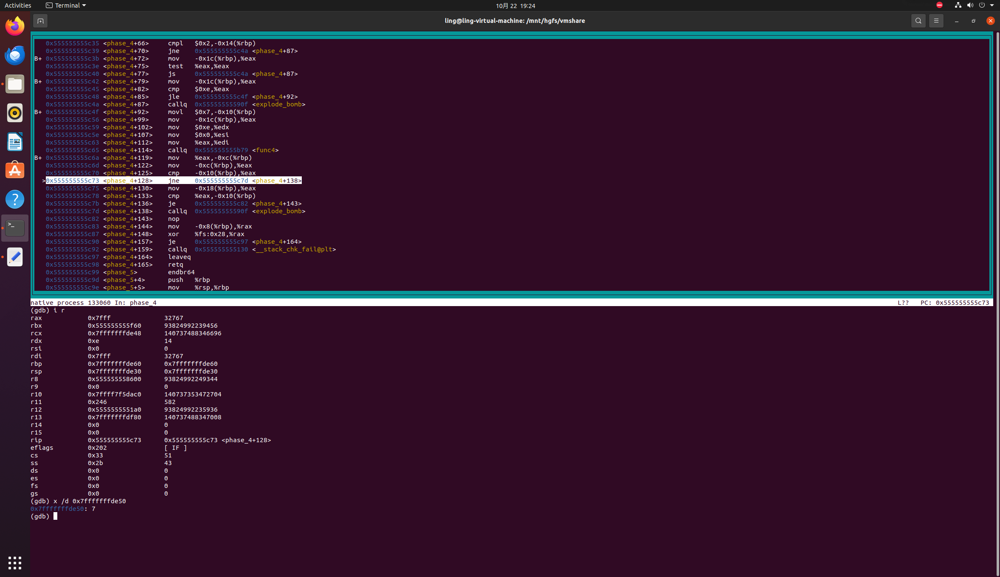 Activities Terminal 10月 22 19:24
ling@ling-virtual-machine: /mnt/hgfs/vmshare
0x555555555c35 <phase_4+66> cmpl $0x2,-0x14(%rbp)
0x555555555c39 <phase_4+70> jne 0x555555555c4a <phase_4+87>
B+ 0x555555555c3b <phase_4+72> mov -0x1c(%rbp),%eax
0x555555555c3e <phase_4+75> test %eax,%eax
0x555555555c40 <phase_4+77> js 0x555555555c4a <phase_4+87>
B+ 0x555555555c42 <phase_4+79> mov -0x1c(%rbp),%eax
0x555555555c45 <phase_4+82> cmp $0xe,%eax
0x555555555c48 <phase_4+85> jle 0x555555555c4f <phase_4+92>
0x555555555c4a <phase_4+87> callq 0x55555555590f <explode_bomb>
B+ 0x555555555c4f <phase_4+92> movl $0x7,-0x10(%rbp)
0x555555555c56 <phase_4+99> mov -0x1c(%rbp),%eax
0x555555555c59 <phase_4+102> mov $0xe,%edx
0x555555555c5e <phase_4+107> mov $0x0,%esi
0x555555555c63 <phase_4+112> mov %eax,%edi
0x555555555c65 <phase_4+114> callq 0x555555555b79 <func4>
B+ 0x555555555c6a <phase_4+119> mov %eax,-0xc(%rbp)
0x555555555c6d <phase_4+122> mov -0xc(%rbp),%eax
0x555555555c70 <phase_4+125> cmp -0x10(%rbp),%eax
>0x555555555c73 <phase_4+128> jne 0x555555555c7d <phase_4+138>
0x555555555c75 <phase_4+130> mov -0x18(%rbp),%eax
0x555555555c78 <phase_4+133> cmp %eax,-0x10(%rbp)
0x555555555c7b <phase_4+136> je 0x555555555c82 <phase_4+143>
0x555555555c7d <phase_4+138> callq 0x55555555590f <explode_bomb>
0x555555555c82 <phase_4+143> nop
0x555555555c83 <phase_4+144> mov -0x8(%rbp),%rax
0x555555555c87 <phase_4+148> xor %fs:0x28,%rax
0x555555555c90 <phase_4+157> je 0x555555555c97 <phase_4+164>
0x555555555c92 <phase_4+159> callq 0x555555555130 <__stack_chk_fail@plt>
0x555555555c97 <phase_4+164> leaveq
0x555555555c98 <phase_4+165> retq
0x555555555c99 <phase_5> endbr64
0x555555555c9d <phase_5+4> push %rbp
0x555555555c9e <phase_5+5> mov %rsp,%rbp
native process 133060 In: phase_4 L?? PC: 0x555555555c73
(gdb) i r
rax 0x7fff 32767
rbx 0x555555555f60 93824992239456
rcx 0x7fffffffde48 140737488346696
rdx 0xe 14
rsi 0x0 0
rdi 0x7fff 32767
rbp 0x7fffffffde60 0x7fffffffde60
rsp 0x7fffffffde30 0x7fffffffde30
r8 0x555555558600 93824992249344
r9 0x0 0
r10 0x7ffff7f5dac0 140737353472704
r11 0x246 582
r12 0x5555555551a0 93824992235936
r13 0x7fffffffdf80 140737488347008
r14 0x0 0
r15 0x0 0
rip 0x555555555c73 0x555555555c73 <phase_4+128>
eflags 0x202 [ IF ]
cs 0x33 51
ss 0x2b 43
ds 0x0 0
es 0x0 0
fs 0x0 0
gs 0x0 0
(gdb) x /d 0x7fffffffde50
0x7fffffffde50: 7
(gdb)